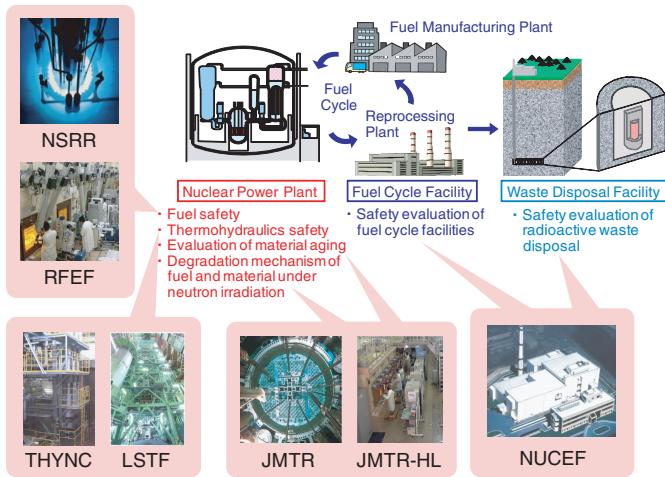 Fuel Manufacturing Plant
Fuel
Cycle
Reprocessing
Plant
NSRR
RFEF
Nuclear Power Plant
・Fuel safety
・Thermohydraulics safety
・Evaluation of material aging
・Degradation mechanism of
fuel and material under
neutron irradiation
Fuel Cycle Facility
・Safety evaluation of
fuel cycle facilities
Waste Disposal Facility
・Safety evaluation of
radioactive waste
disposal
THYNC
LSTF
JMTR
JMTR-HL
NUCEF